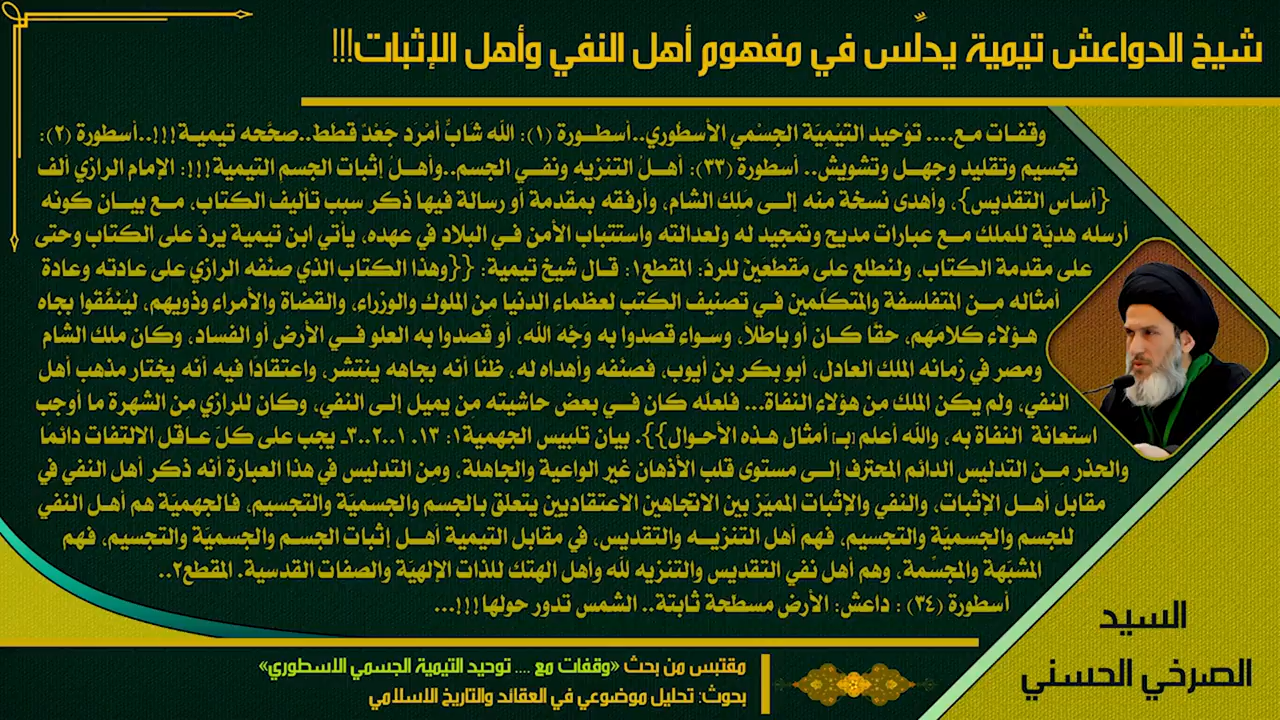 شيخ الدواعش تيمية يدلّس في مفهوم أهل النفي وأهل الإثبات!!!
وقفات مع.... توْحيد التيْمِيَة الجِسْمي الأسطوري..أسطورة (١): الله شَابٌّ أمْرَد جَعْدٌ قطط..صحَّحه تيمية!!!..أسطورة (٢):
تجسيم وتقليد وجهل وتشويش.. أسطورة (٣٣): أهلُ التنزيه ونفي الجسم..وأهلُ إثبات الجسم التيمية!!!: الإمام الرازي ألف
{أساس التقديس}، وأهدى نسخة منه إلى مَلِك الشام، وأرفقه بمقدمة أو رسالة فيها ذكر سبب تأليف الكتاب، مع بيان كونه
أرسله هديّة للملك مع عبارات مديح وتمجيد له ولعدالته واستتباب الأمن في البلاد في عهده، يأتي ابن تيمية يردّ على الكتاب وحتى
على مقدمة الكتاب، ولنطلع على مَقطَعَيْنْ للردّ: المقطع١: قال شيخ تيمية: {{وهذا الكتاب الذي صنّفه الرازي على عادته وعادة
أمثاله مِن المتفلسفة والمتكلّمين في تصنيف الكتب لعظماء الدنيا مِن الملوك والوزراء، والقضاة والأمراء وذويهم، ليُنفَّقوا بجاه
هؤلاء كلامهم، حقًا كان أو باطلًا، وسواء قصدوا به وَجْهَ الله، أو قصدوا به العلو في الأرض أو الفساد، وكان ملك الشام
ومصر في زمانه الملك العادل، أبو بكر بن أيوب، فصنّفه وأهداه له، ظنًا أنه بجاهه ينتشر، واعتقادًا فيه أنه يختار مذهب أهل
النفي، ولم يكن الملك من هؤلاء النفاة... فلعله كان في بعض حاشيته مِن يميل إلى النفي، وكان للرازي من الشهرة ما أوجب
استعانة النفاة به، والله أعلم [ب] أمثال هذه الأحوال}}. بيان تلبيس الجهمية١: ١٣.. ١..٢..٣ـ يجب على كلّ عاقل الالتفات دائمًا
والحذر مِن التدليس الدائم المحترف إلى مستوى قلب الأذهان غير الواعية والجاهلة، ومن التدليس في هذا العبارة أنه ذكر أهل النفي في
مقابل أهل الإثبات، والنفي والإثبات المميّز بين الاتجاهين الاعتقاديين يتعلق بالجسم والجسميّة والتجسيم، فالجهميّة هم أهل النفي
للجسم والجسميّة والتجسيم، فهم أهل التنزيه والتقديس، في مقابل التيمية أهل إثبات الجسم والجسميّة والتجسيم، فهم
المشبّهة والمجسِّمة، وهم أهل نفي التقديس والتنزيه لله وأهل الهتك للذات الإلهيّة والصفات القدسية. المقطع٢..
أسطورة (٣٤) : داعش: الأرض مسطحة ثابتة.. الشمس تدور حولها!!!...
السيد
الصرخي الحسني
مقتبس من بحث «وقفات مع .... توحيد التيمية الجسمي الاسطوري»
بحوث: تحليل موضوعي في العقائد والتاريخ الاسلامي